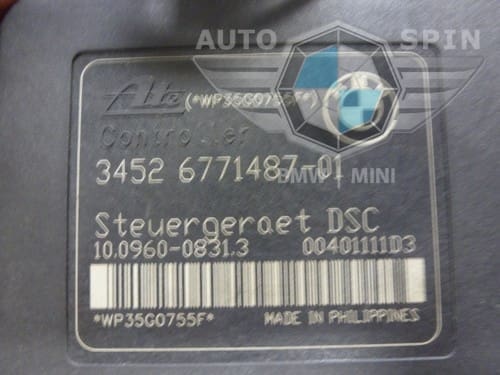 AUTO SPIN
Ate (*WP35G0755F*)
Controller
3452 6771487-01
BMW MINI
Steuergeraet DSC
10.0960-0831.3 00401111D3
*WP35G0755F* MADE IN PHILIPPINES